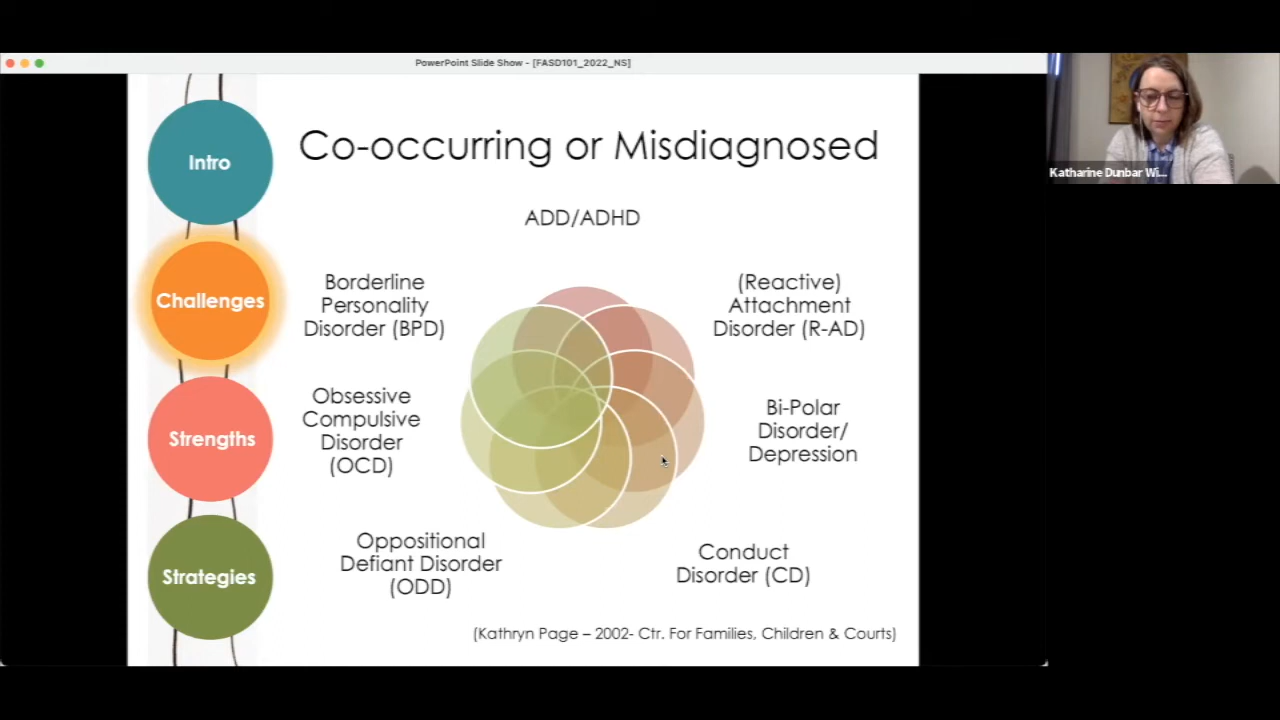 PowerPoint Slide Show - [FASD101_2022_NS]
Intro
Challenges
Strengths
Strategies
Co-occurring or Misdiagnosed
ADD/ADHD
Borderline
Personality
Disorder (BPD)
(Reactive)
Attachment
Disorder (R-AD)
Obsessive
Compulsive
Disorder
(OCD)
Bi-Polar
Disorder/
Depression
Oppositional
Defiant Disorder
(ODD)
Conduct
Disorder (CD)
(Kathryn Page – 2002- Ctr. For Families, Children & Courts)
Katharine Dunbar Wi...